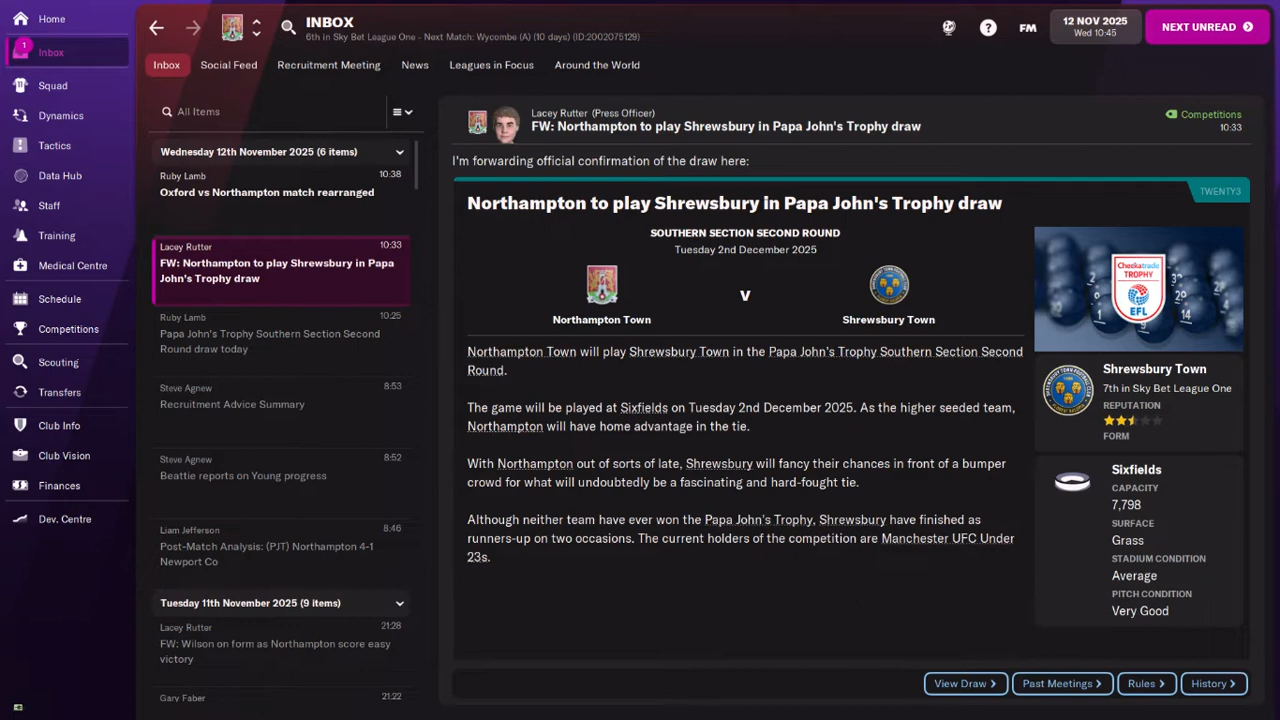 Home
Inbox
1
Squad
Dynamics
Tactics
Data Hub
Staff
Training
Medical Centre
Schedule
Competitions
Scouting
Transfers
Club Info
Club Vision
Finances
Dev. Centre
INBOX
6th in Sky Bet League One - Next Match: Wycombe (A) (10 days) (ID:2002075129)
?
FM
12 NOV 2025
Wed 10:45
NEXT UNREAD
Inbox
Social Feed
Recruitment Meeting
News
Leagues in Focus
Around the World
All Items
Wednesday 12th November 2025 (6 items)
Ruby Lamb
10:38
Oxford vs Northampton match rearranged
Lacey Rutter
10:33
FW: Northampton to play Shrewsbury in Papa
John's Trophy draw
Ruby Lamb
10:25
Papa John's Trophy Southern Section Second
Round draw today
Steve Agnew
8:53
Recruitment Advice Summary
Steve Agnew
8:52
Beattie reports on Young progress
Liam Jefferson
8:46
Post-Match Analysis: (PJT) Northampton 4-1
Newport Co
Tuesday 11th November 2025 (9 items)
Lacey Rutter
21:28
FW: Wilson on form as Northampton score easy
victory
Gary Faber
21:22
Lacey Rutter (Press Officer)
FW: Northampton to play Shrewsbury in Papa John's Trophy draw
Competitions
10:33
I'm forwarding official confirmation of the draw here:
TWENTY3
Northampton to play Shrewsbury in Papa John's Trophy draw
SOUTHERN SECTION SECOND ROUND
Tuesday 2nd December 2025
V
Northampton Town
Shrewsbury Town
Northampton Town will play Shrewsbury Town in the Papa John's Trophy Southern Section Second
Round.
The game will be played at Sixfields on Tuesday 2nd December 2025. As the higher seeded team,
Northampton will have home advantage in the tie.
With Northampton out of sorts of late, Shrewsbury will fancy their chances in front of a bumper
crowd for what will undoubtedly be a fascinating and hard-fought tie.
Although neither team have ever won the Papa John's Trophy, Shrewsbury have finished as
runners-up on two occasions. The current holders of the competition are Manchester UFC Under
23s.
Checkatrade
TROPHY
EFL
Shrewsbury Town
7th in Sky Bet League One
REPUTATION
FORM
Sixfields
CAPACITY
7,798
SURFACE
Grass
STADIUM CONDITION
Average
PITCH CONDITION
Very Good
View Draw
Past Meetings
Rules
History